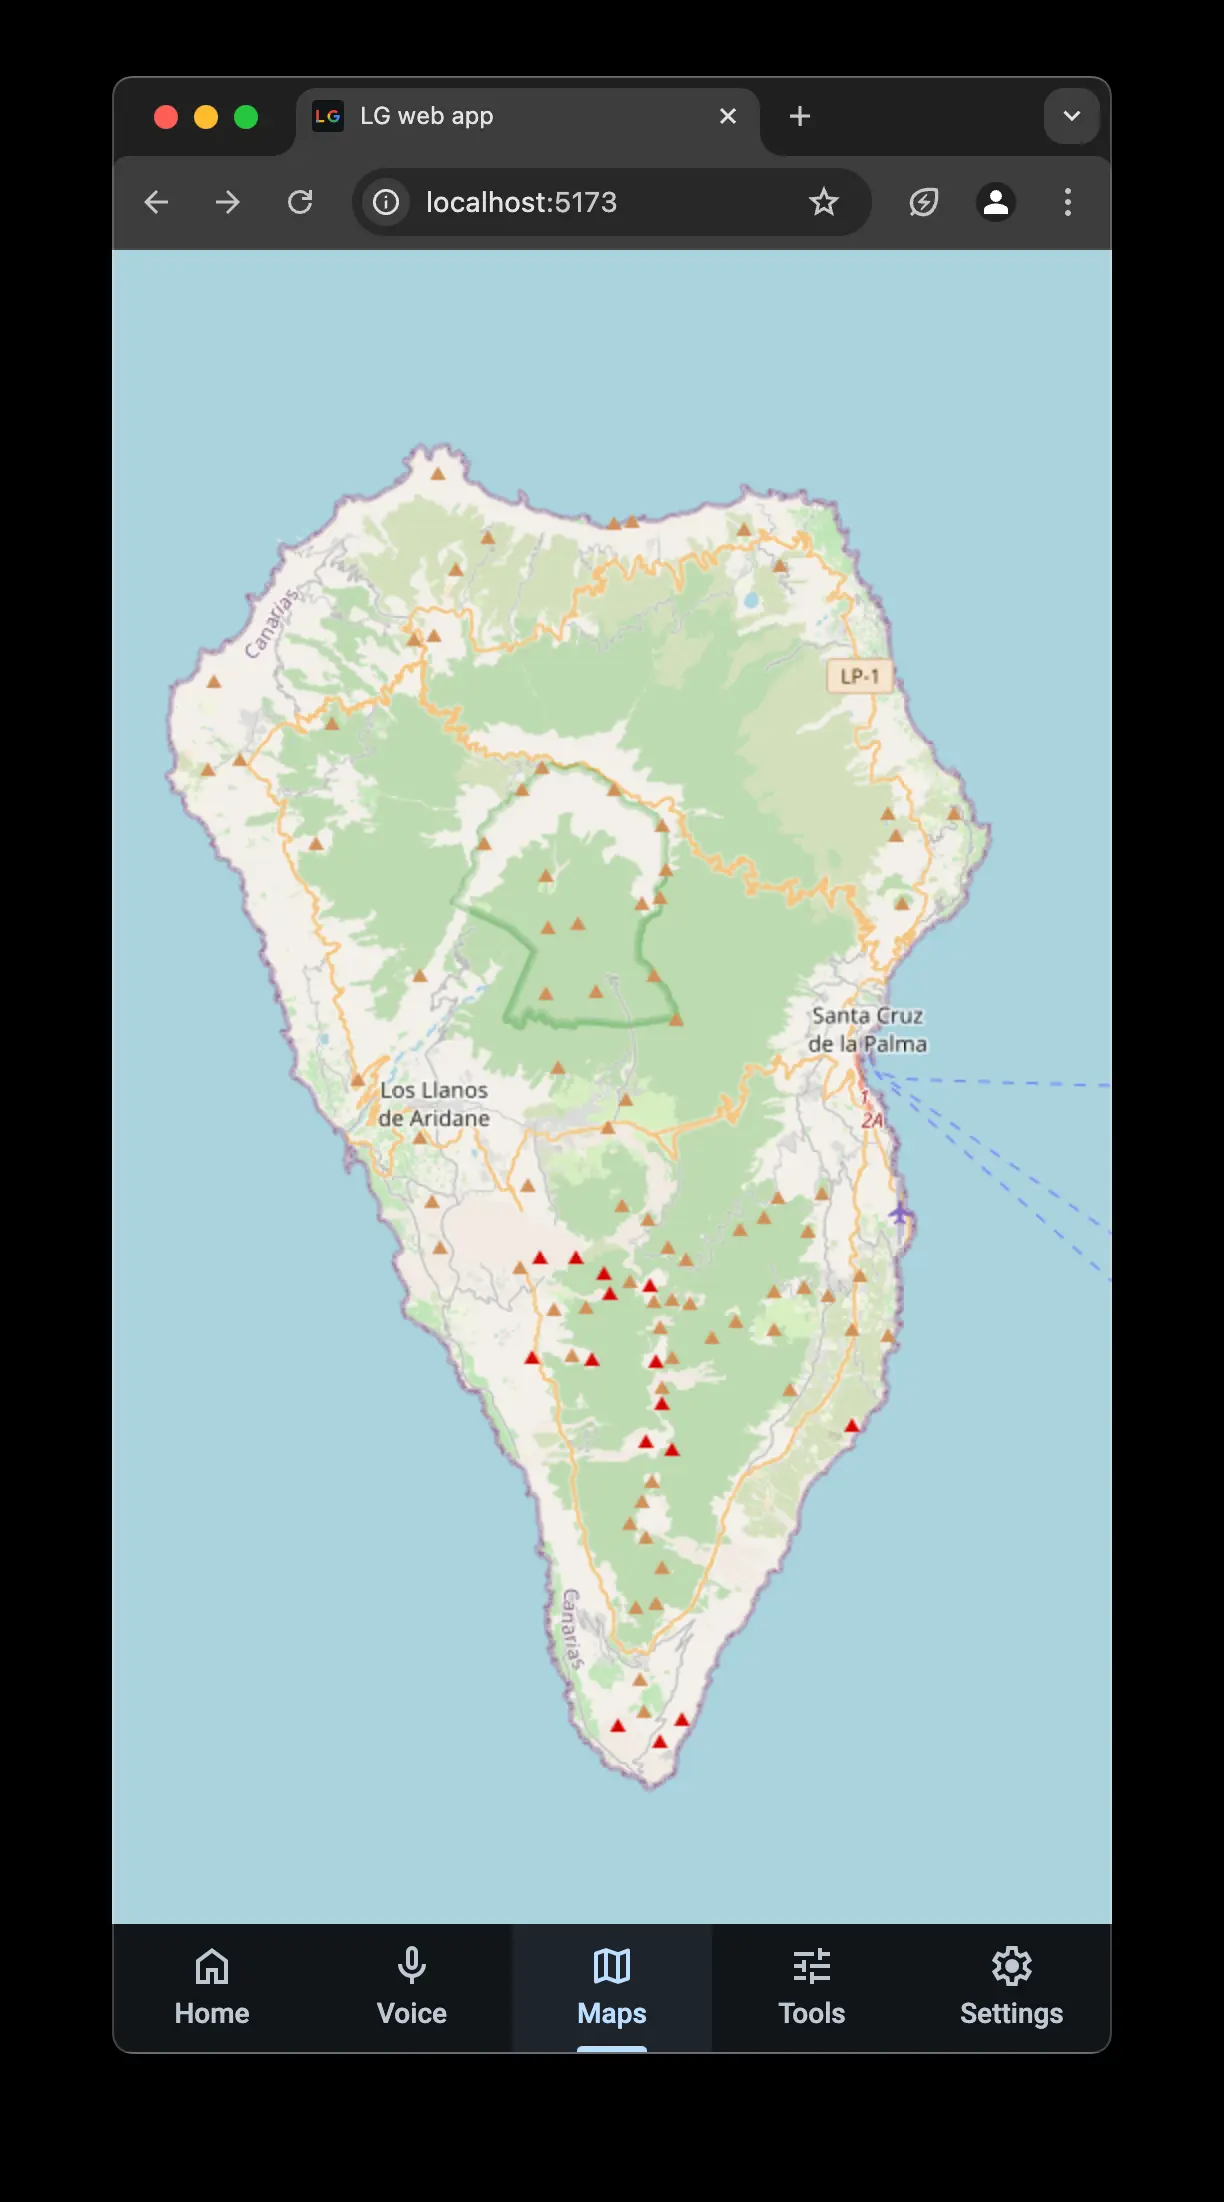 LG LG web app
localhost:5173
Canarias
LP-1
Santa Cruz
de la Palma
Los Llanos
de Aridane
1
2A
Canarias
Home Voice Maps Tools Settings